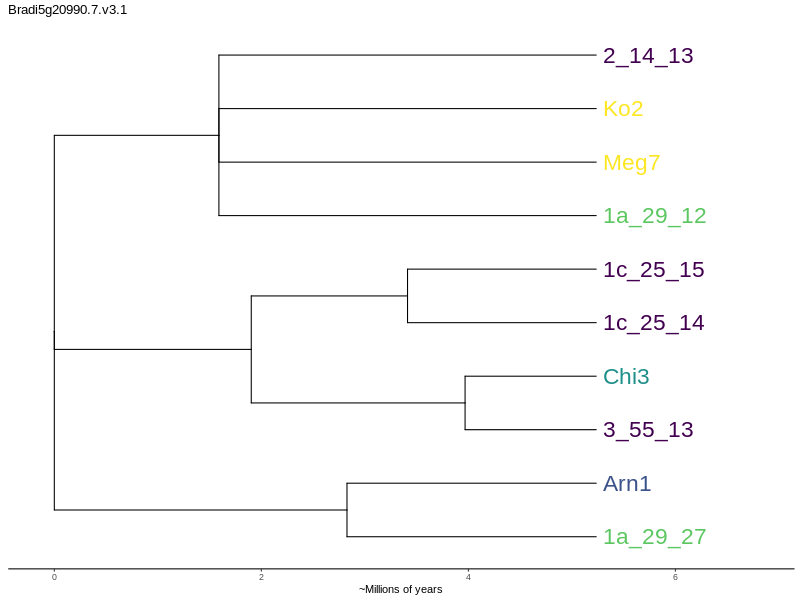 Bradi5g20990.7.v3.1
2_14_13
Ko2
Meg7
1a_29_12
1c_25_15
1c_25_14
Chi3
3_55_13
Arn1
1a_29_27
0 2 4 6
~Millions of years